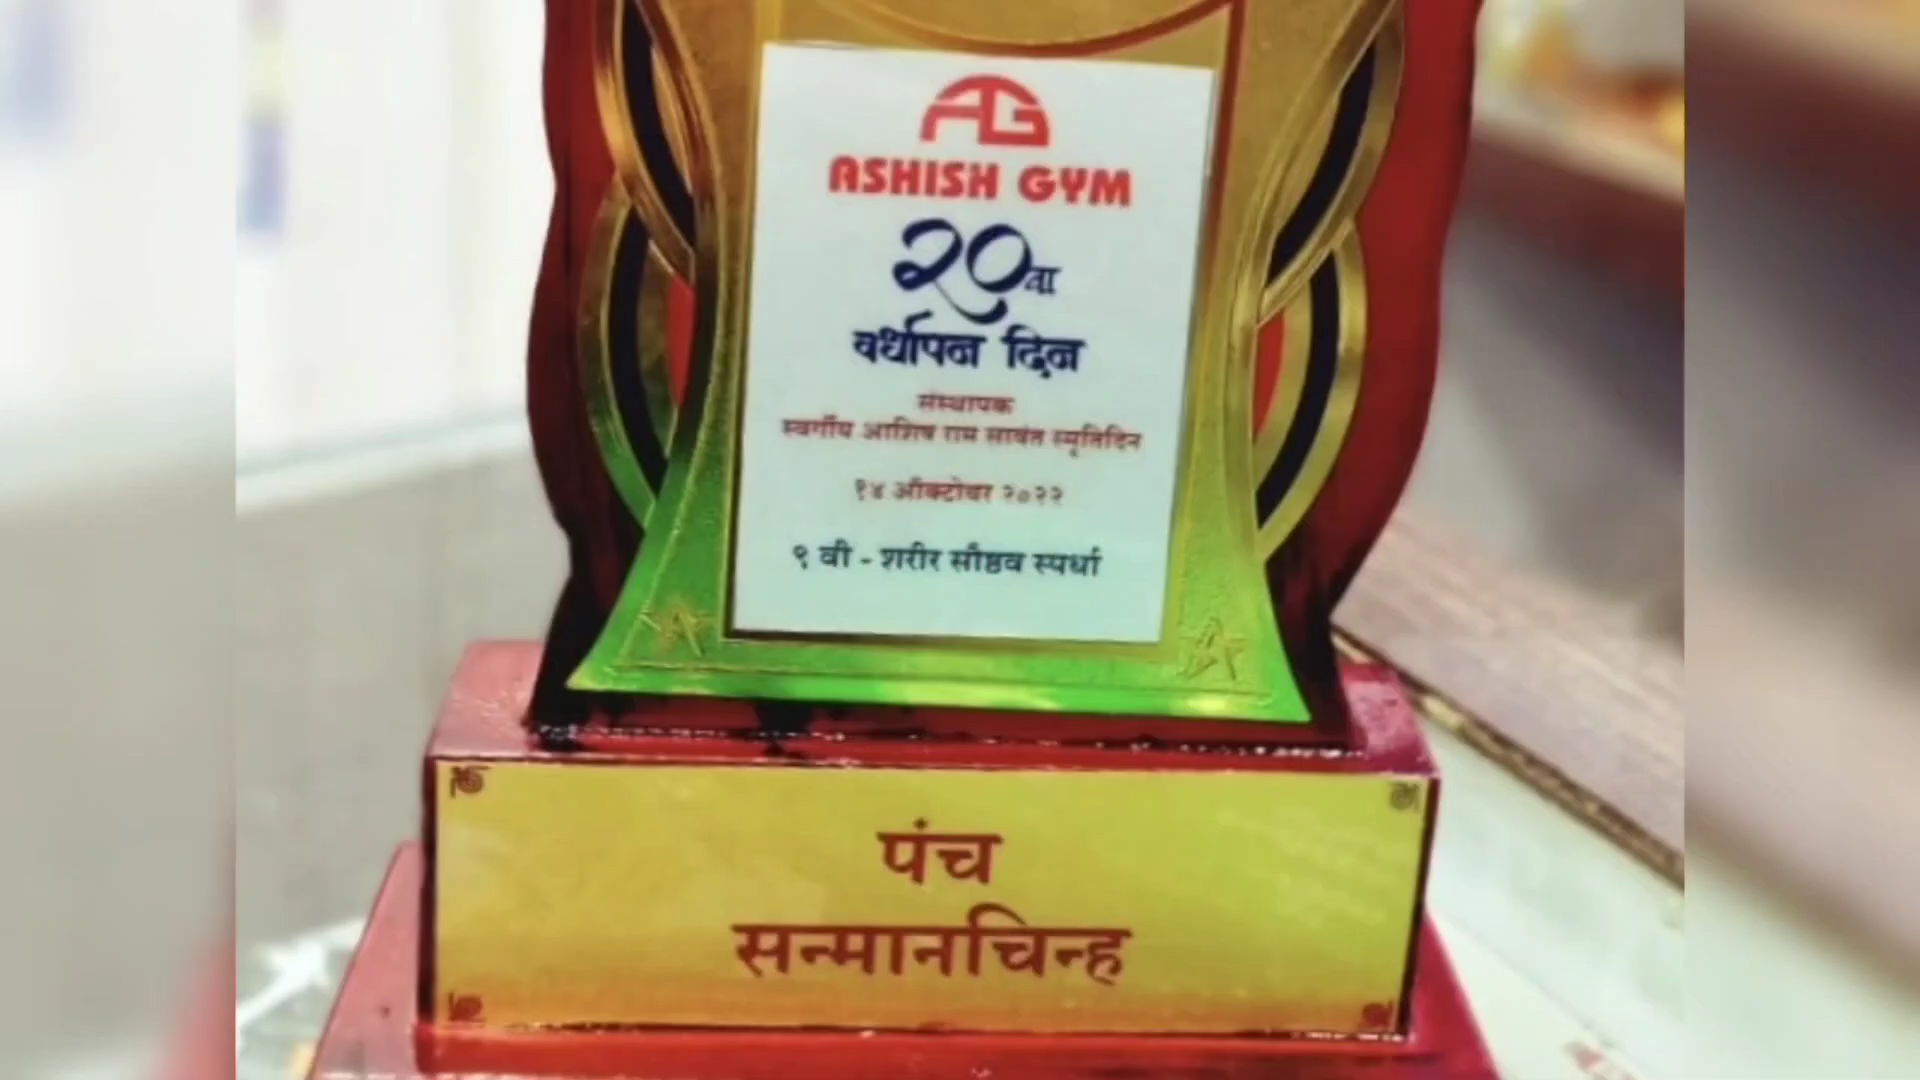 AG
ASHISH GYM
२०वा
वर्धापन दिन
संस्थापक
स्वर्गीय आशिष राम सावंत स्मृतिदिन
१४ ऑक्टोबर २०२२
९ वी - शरीर सौष्ठव स्पर्धा
पंच
सन्मानचिन्ह